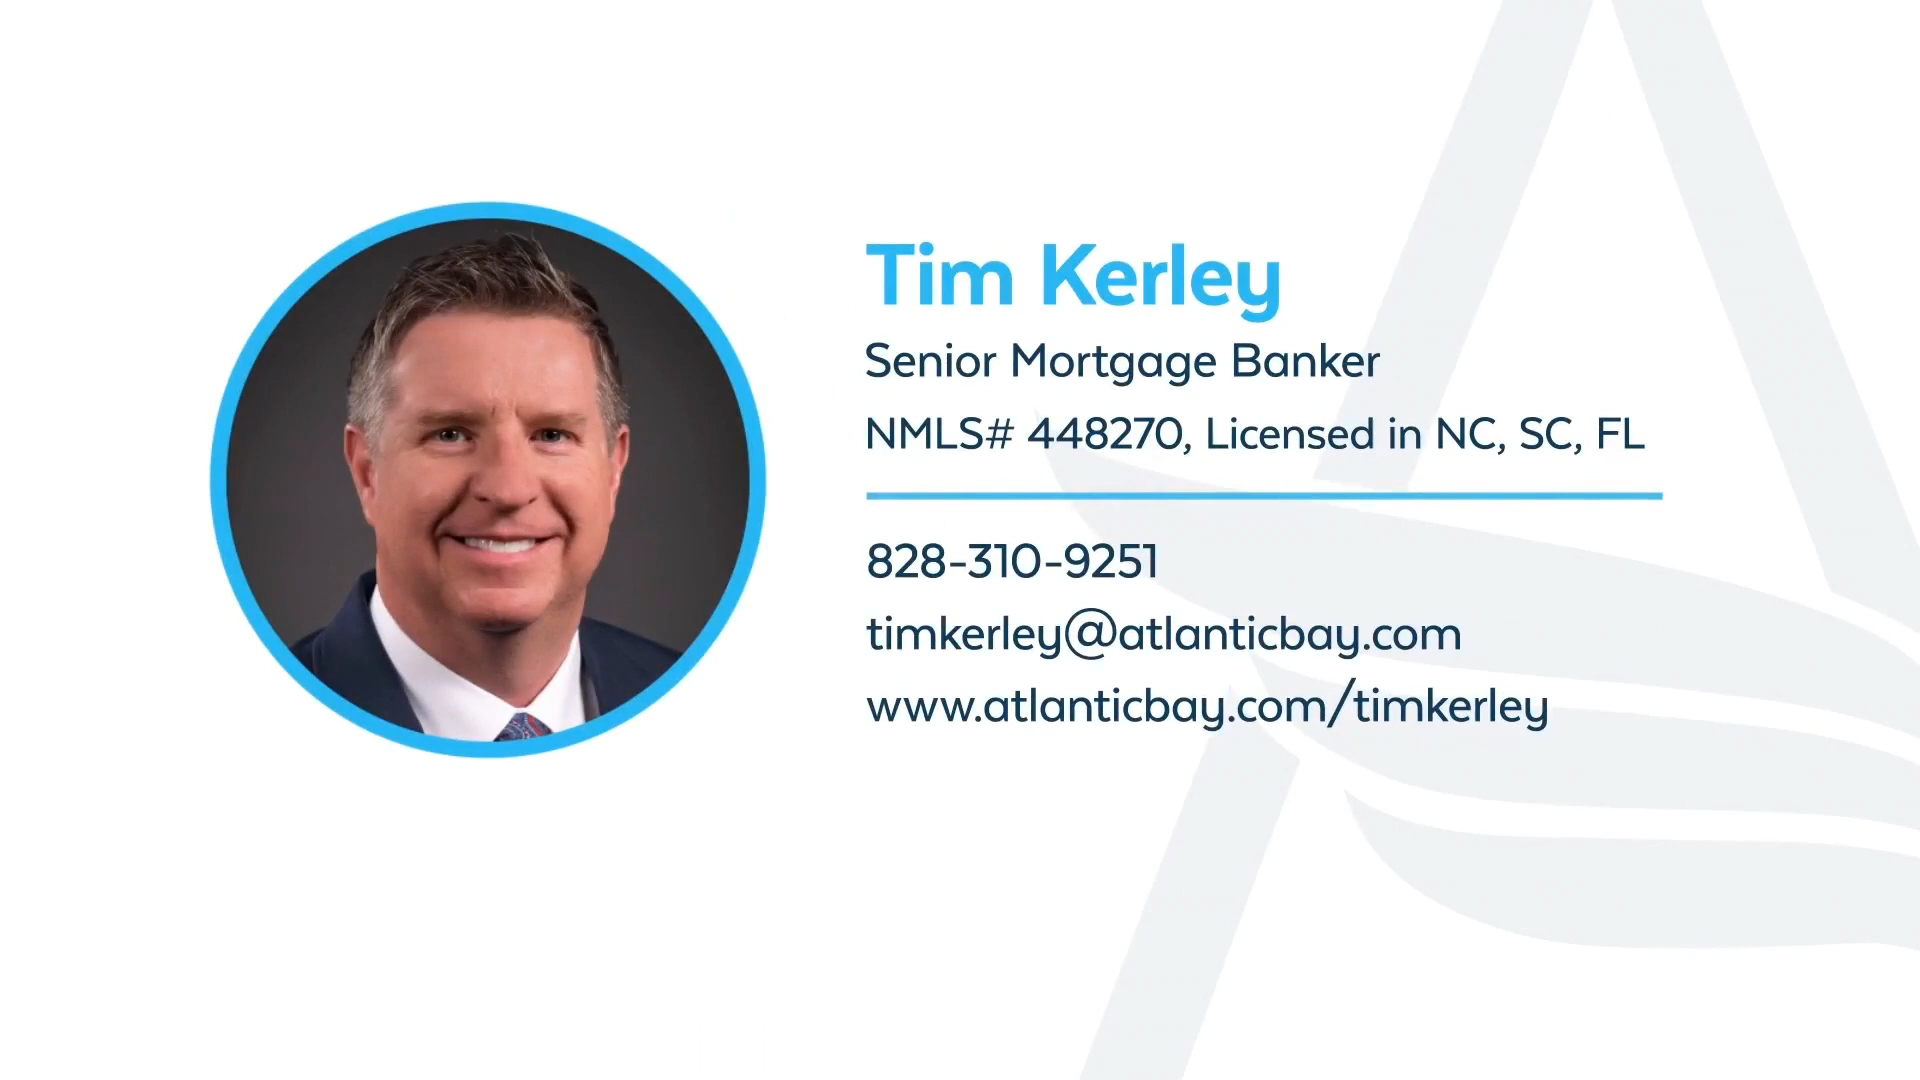 Tim Kerley
Senior Mortgage Banker
NMLS# 448270, Licensed in NC, SC, FL
828-310-9251
timkerley@atlanticbay.com
www.atlanticbay.com/timkerley